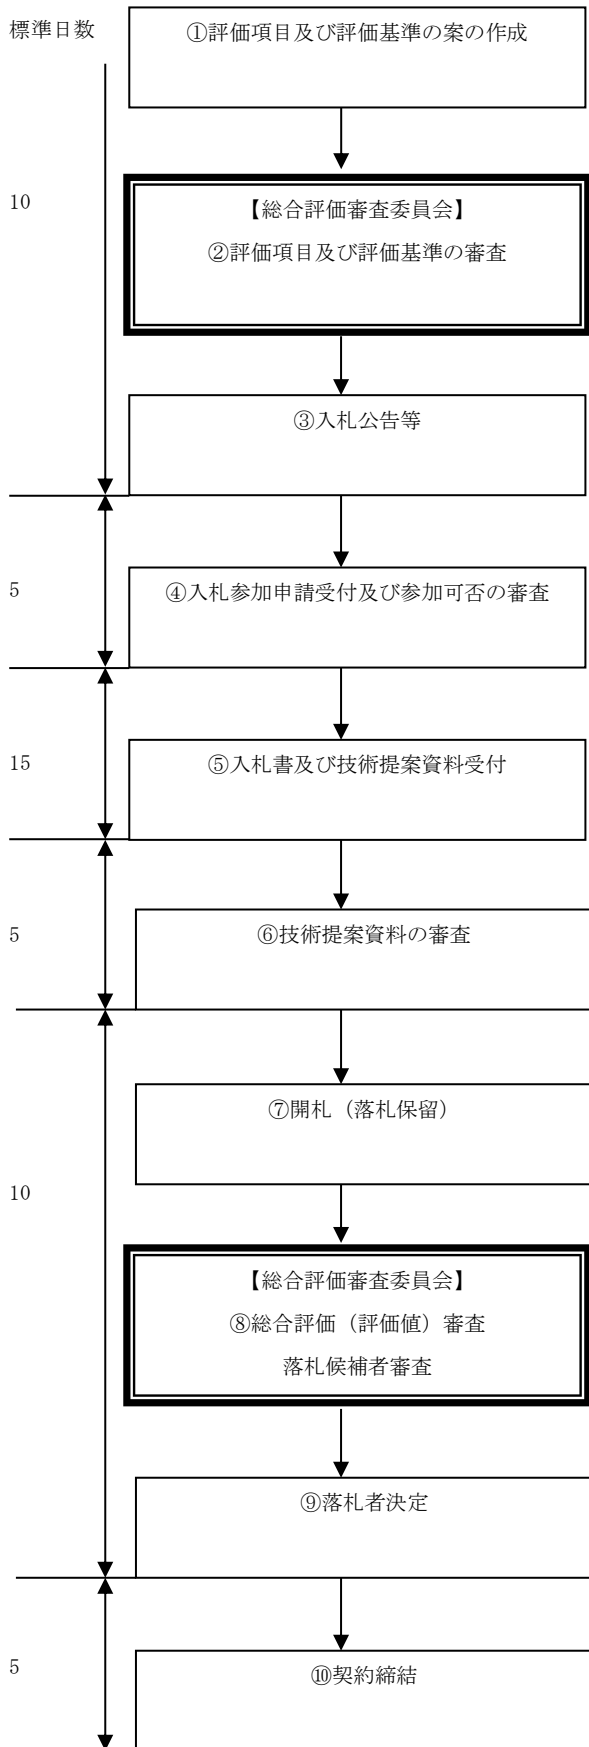 標準日数
①評価項目及び評価基準の案の作成
10
【総合評価審査委員会】
②評価項目及び評価基準の審査
③入札公告等
5
④入札参加申請受付及び参加可否の審査
15
⑤入札書及び技術提案資料受付
5
⑥技術提案資料の審査
⑦開札（落札保留）
10
【総合評価審査委員会】
⑧総合評価（評価値）審査
落札候補者審査
⑨落札者決定
5
⑩契約締結